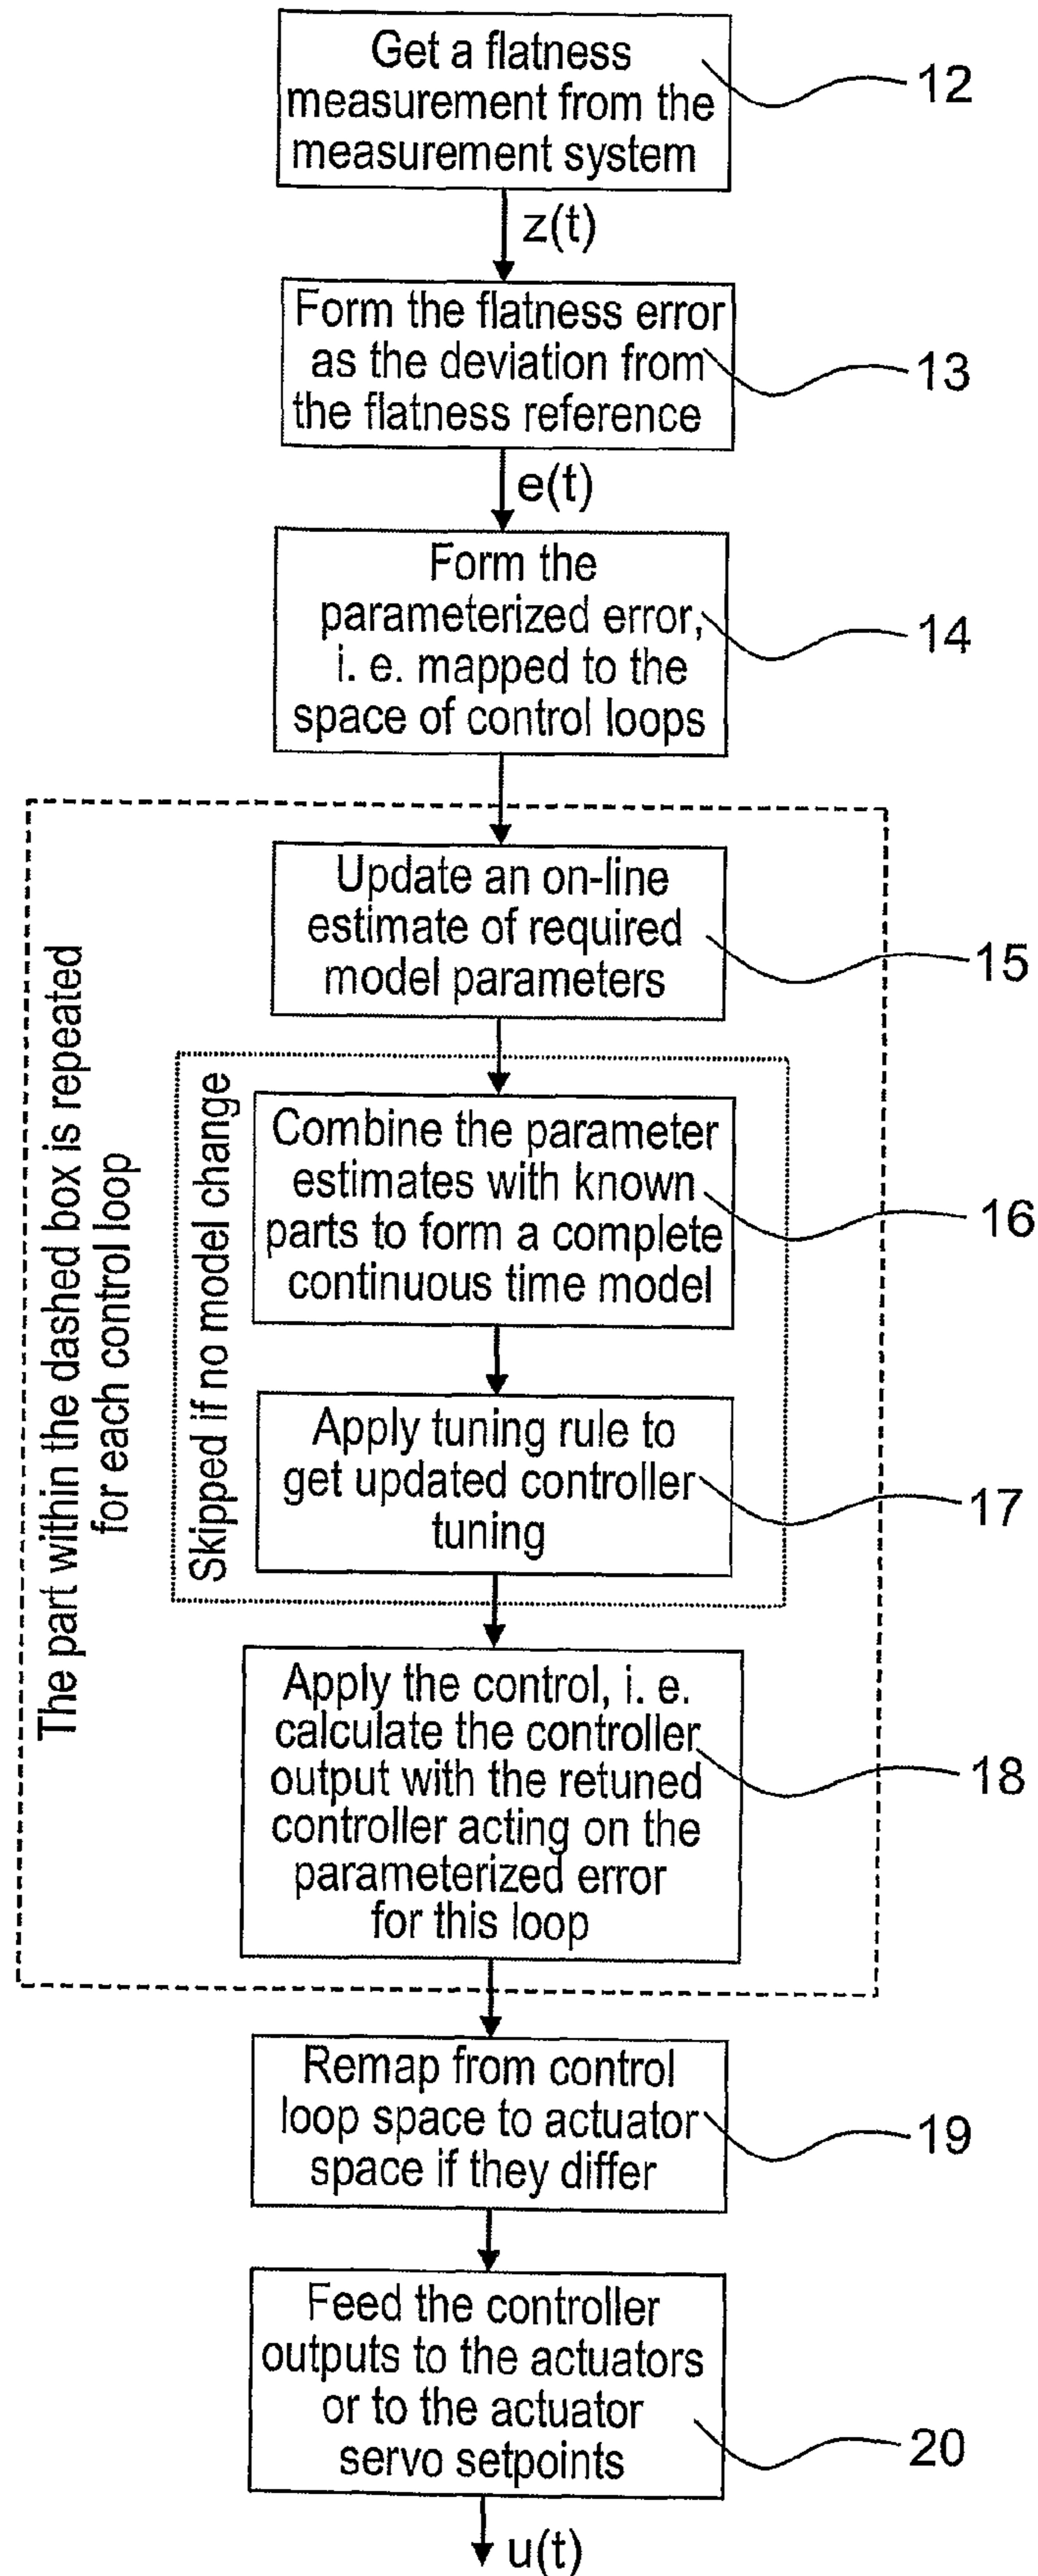 Get a flatness
measurement from the
measurement system
12
z(t)
Form the flatness error
as the deviation from
the flatness reference
13
e(t)
Form the
parameterized error,
i. e. mapped to the
space of control loops
14
The part within the dashed box is repeated
for each control loop
Update an on-line
estimate of required
model parameters
15
Skipped if no model change
Combine the parameter
estimates with known
parts to form a complete
continuous time model
16
Apply tuning rule to
get updated controller
tuning
17
Apply the control, i. e.
calculate the controller
output with the retuned
controller acting on the
parameterized error
for this loop
18
Remap from control
loop space to actuator
space if they differ
19
Feed the controller
outputs to the actuators
or to the actuator
servo setpoints
20
u(t)